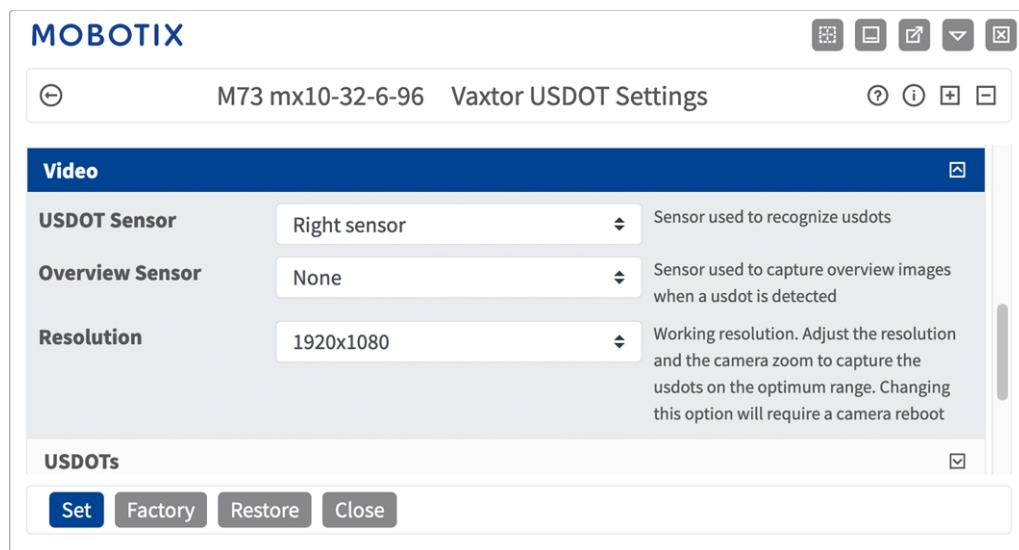 MOBOTIX
M73 mx10-32-6-96 Vaxtor USDOT Settings
Video
USDOT Sensor
Right sensor
Sensor used to recognize usdots
Overview Sensor
None
Sensor used to capture overview images
when a usdot is detected
Resolution
1920x1080
Working resolution. Adjust the resolution
and the camera zoom to capture the
usdots on the optimum range. Changing
this option will require a camera reboot
USDOTs
Set Factory Restore Close